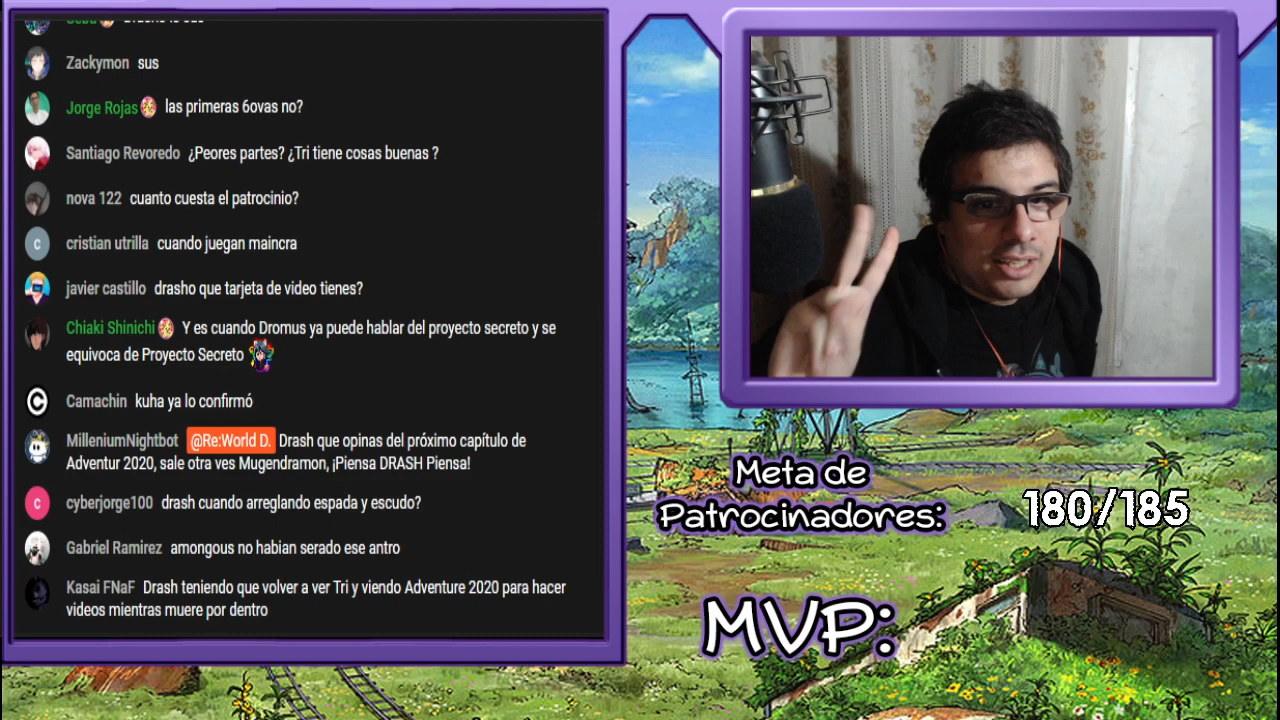 Zackymon sus
Jorge Rojas las primeras 6ovas no?
Santiago Revoredo ¿Peores partes? ¿Tri tiene cosas buenas ?
nova 122 cuanto cuesta el patrocinio?
cristian utrilla cuando juegan maincra
javier castillo drasho que tarjeta de video tienes?
Chiaki Shinichi Y es cuando Dromus ya puede hablar del proyecto secreto y se
equivoca de Proyecto Secreto
Camachin kuha ya lo confirmó
MilleniumNightbot @Re:World D. Drash que opinas del próximo capítulo de
Adventur 2020, sale otra ves Mugendramon, ¡Piensa DRASH Piensa!
cyberjorge100 drash cuando arreglando espada y escudo?
Gabriel Ramirez amongous no habian serado ese antro
Kasai FNaF Drash teniendo que volver a ver Tri y viendo Adventure 2020 para hacer
videos mientras muere por dentro
Meta de
Patrocinadores:
180/185
MVP: